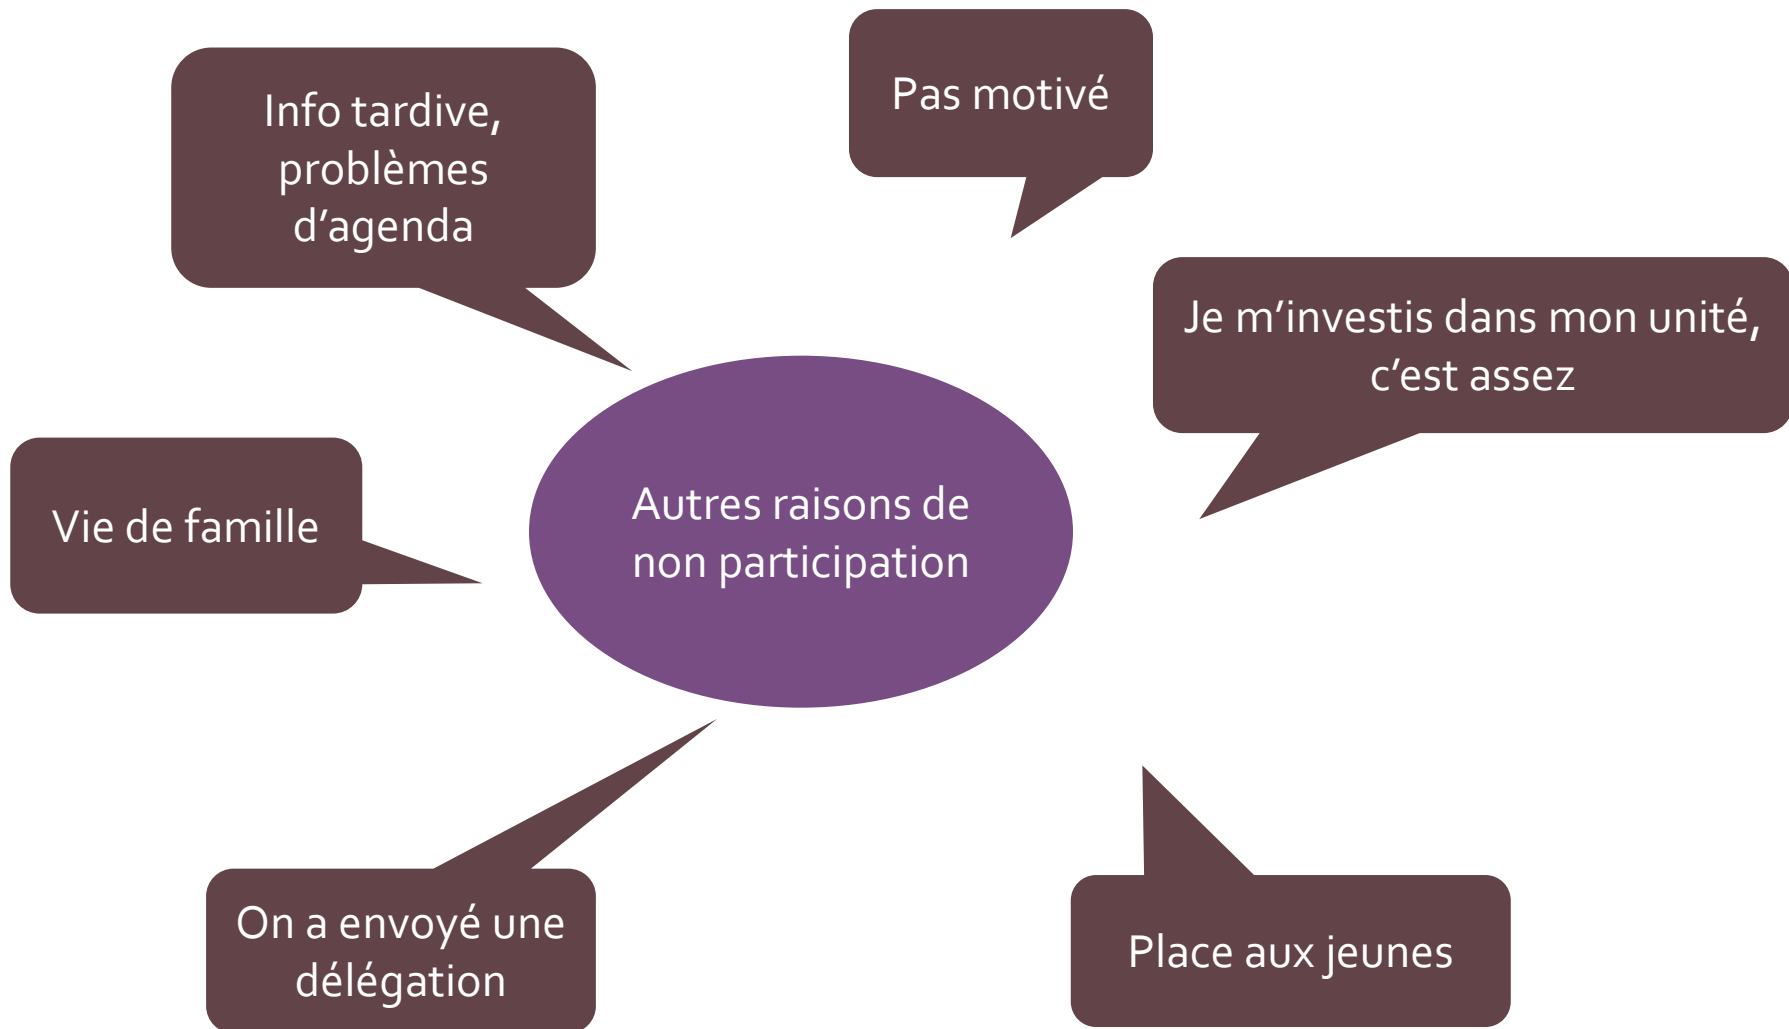 Pas motivé
Info tardive,
problèmes
d’agenda
Je m’investis dans mon unité,
c’est assez
Vie de famille
Autres raisons de
non participation
On a envoyé une
délégation
Place aux jeunes